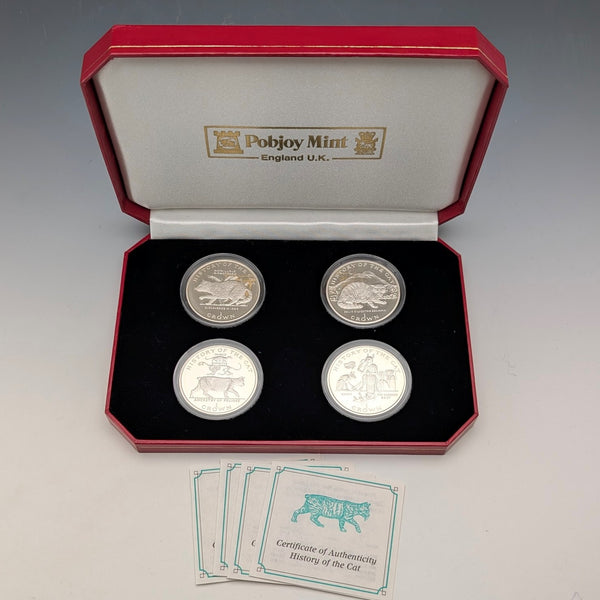 Pobjoy Mint
England U.K.
HISTORY OF THE CAT
CROWN
HISTORY OF THE CAT
CROWN
HISTORY OF THE CAT
CROWN
HISTORY OF THE CAT
CROWN
C
Certificate of Authenticity
History of the Cat